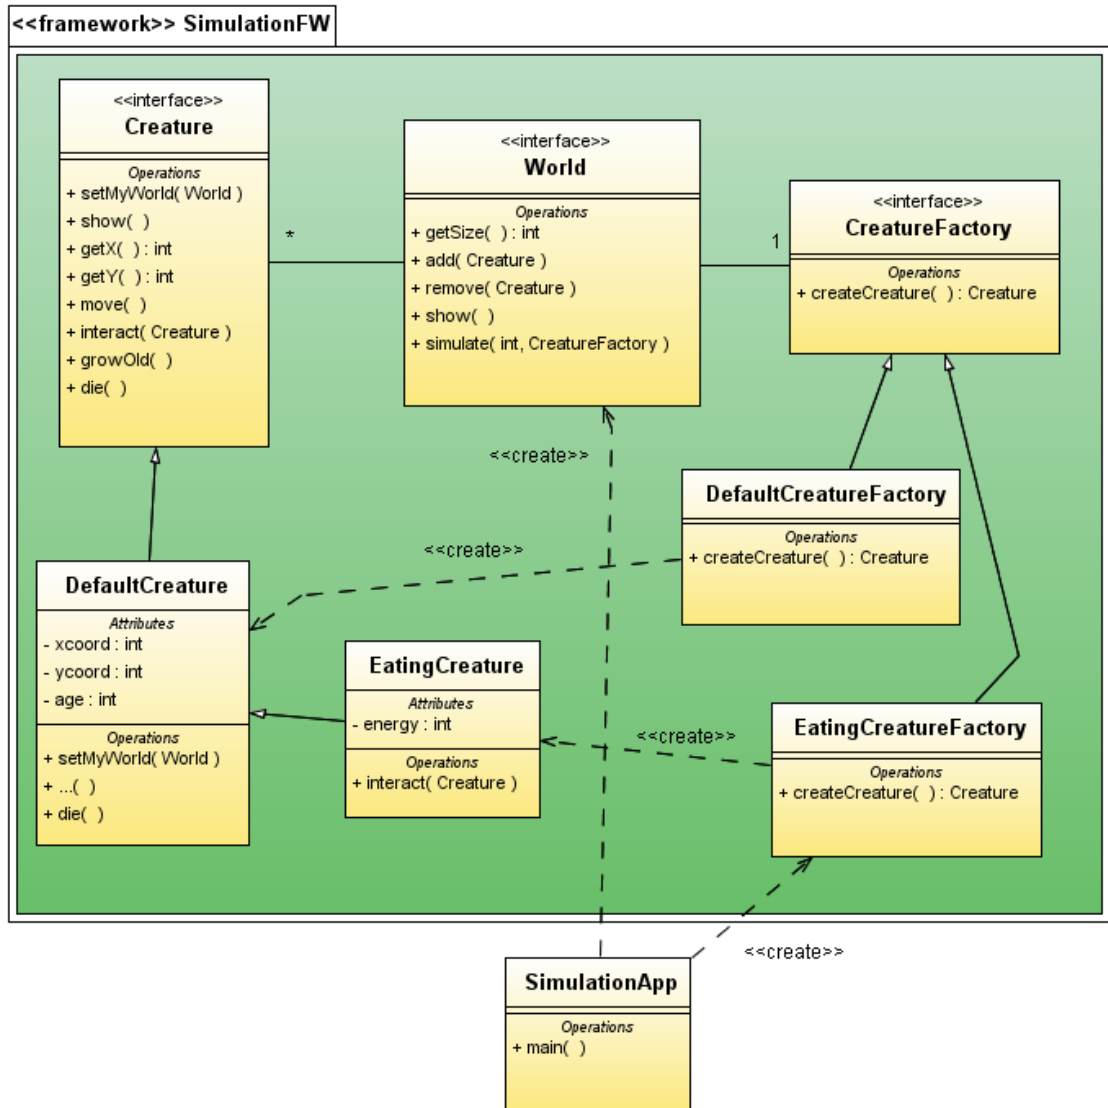 <<framework>> SimulationFW
<<interface>>
Creature
Operations
+ setMyWorld( World )
+ show( )
+ getX( ) : int
+ getY( ) : int
+ move( )
+ interact( Creature )
+ growOld( )
+ die( )
*
<<interface>>
World
Operations
+ getSize( ) : int
+ add( Creature )
+ remove( Creature )
+ show( )
+ simulate( int, CreatureFactory )
1
<<interface>>
CreatureFactory
Operations
+ createCreature( ) : Creature
<<create>>
DefaultCreatureFactory
Operations
+ createCreature( ) : Creature
<<create>>
DefaultCreature
Attributes
- xcoord : int
- ycoord : int
- age : int
Operations
+ setMyWorld( World )
+ ...( )
+ die( )
EatingCreature
Attributes
- energy : int
Operations
+ interact( Creature )
<<create>>
EatingCreatureFactory
Operations
+ createCreature( ) : Creature
<<create>>
SimulationApp
Operations
+ main( )